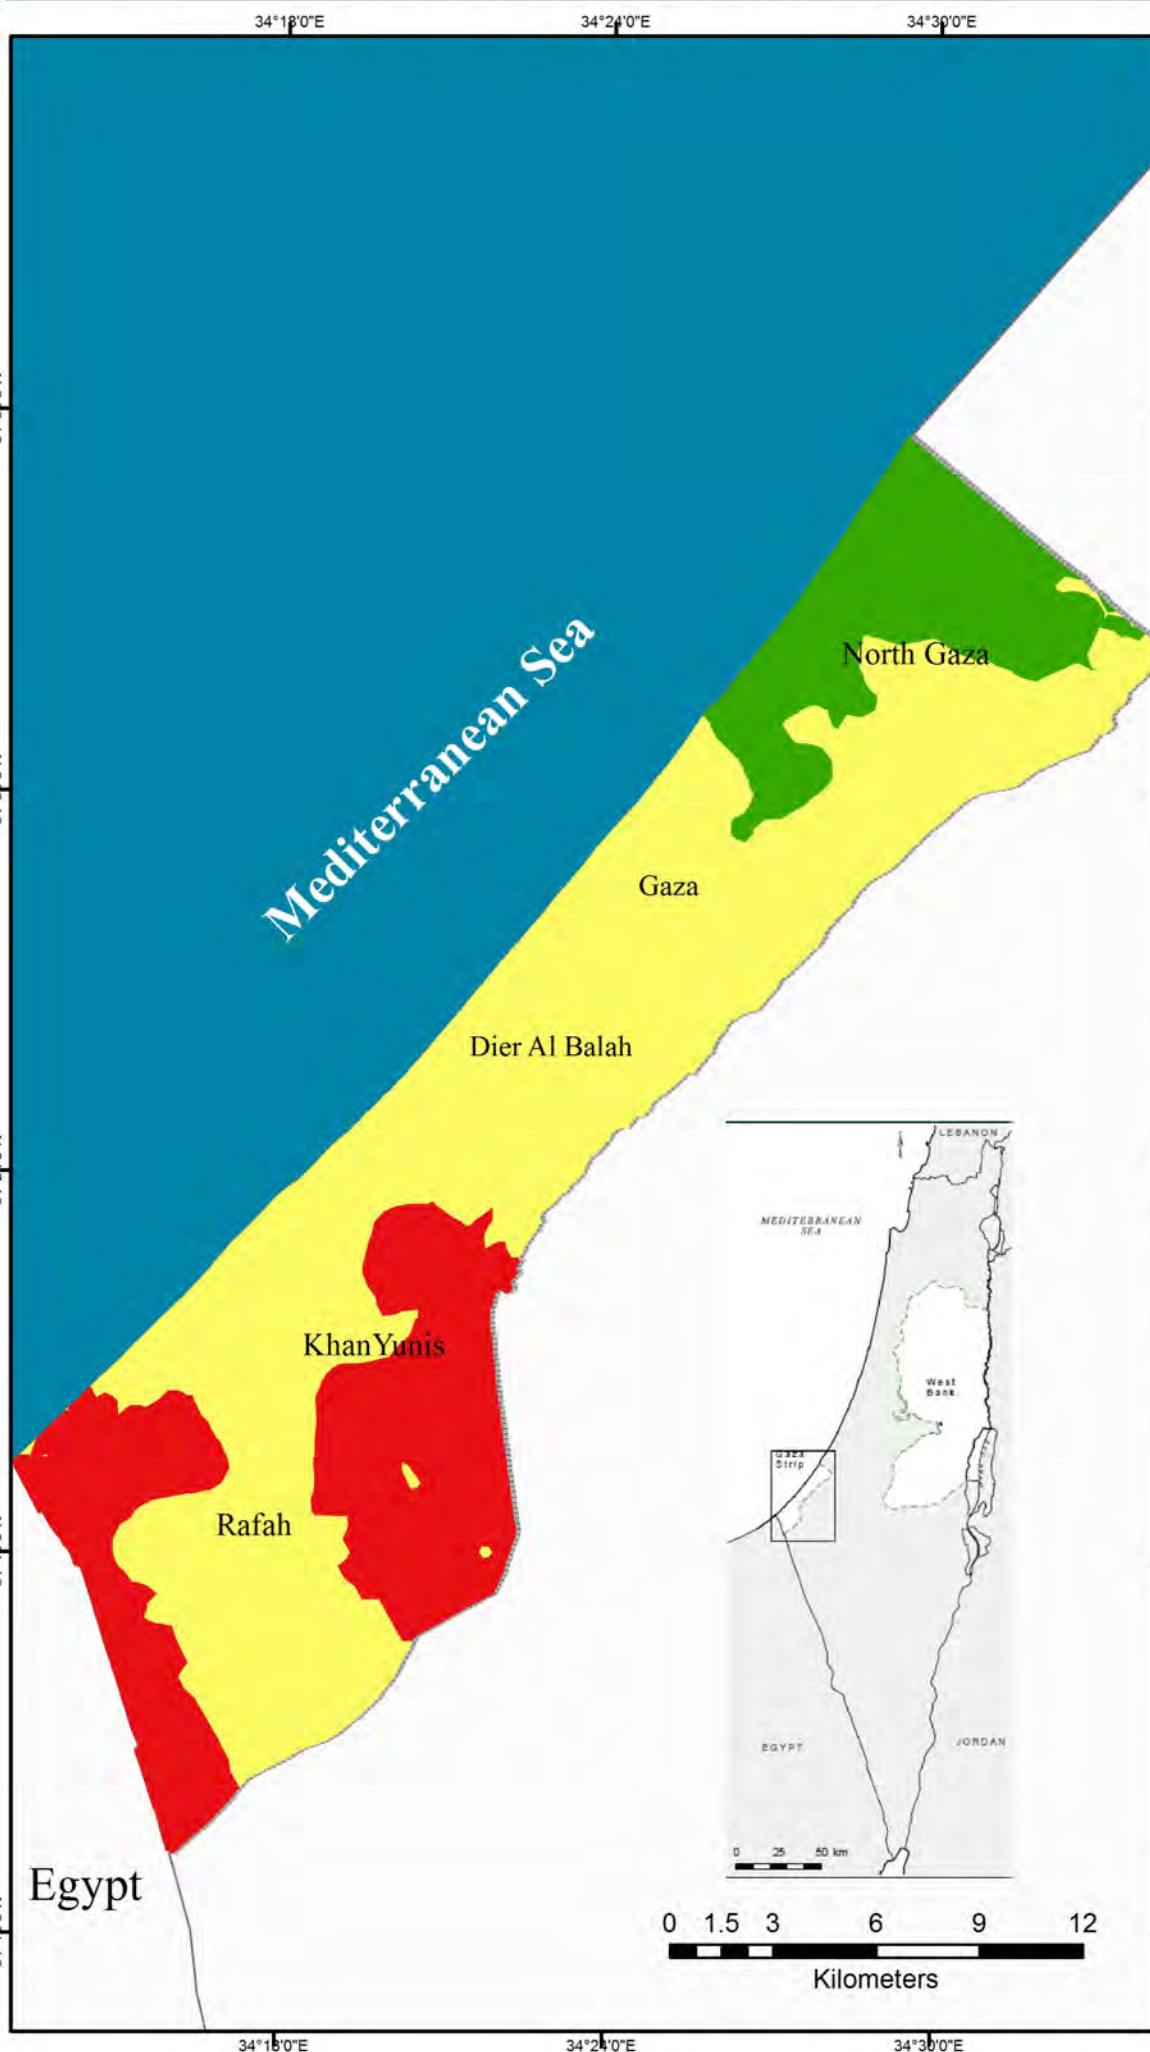 34°18'0"E
34°24'0"E
34°30'0"E
Mediterranean Sea
North Gaza
Gaza
Dier Al Balah
KhanYunis
Rafah
Egypt
LEBANON
MEDITERRANEAN
SEA
West
Bank
Gaza
Strip
EGYPT
JORDAN
0 25 50 km
0 1.5 3 6 9 12
Kilometers
34°18'0"E
34°24'0"E
34°30'0"E